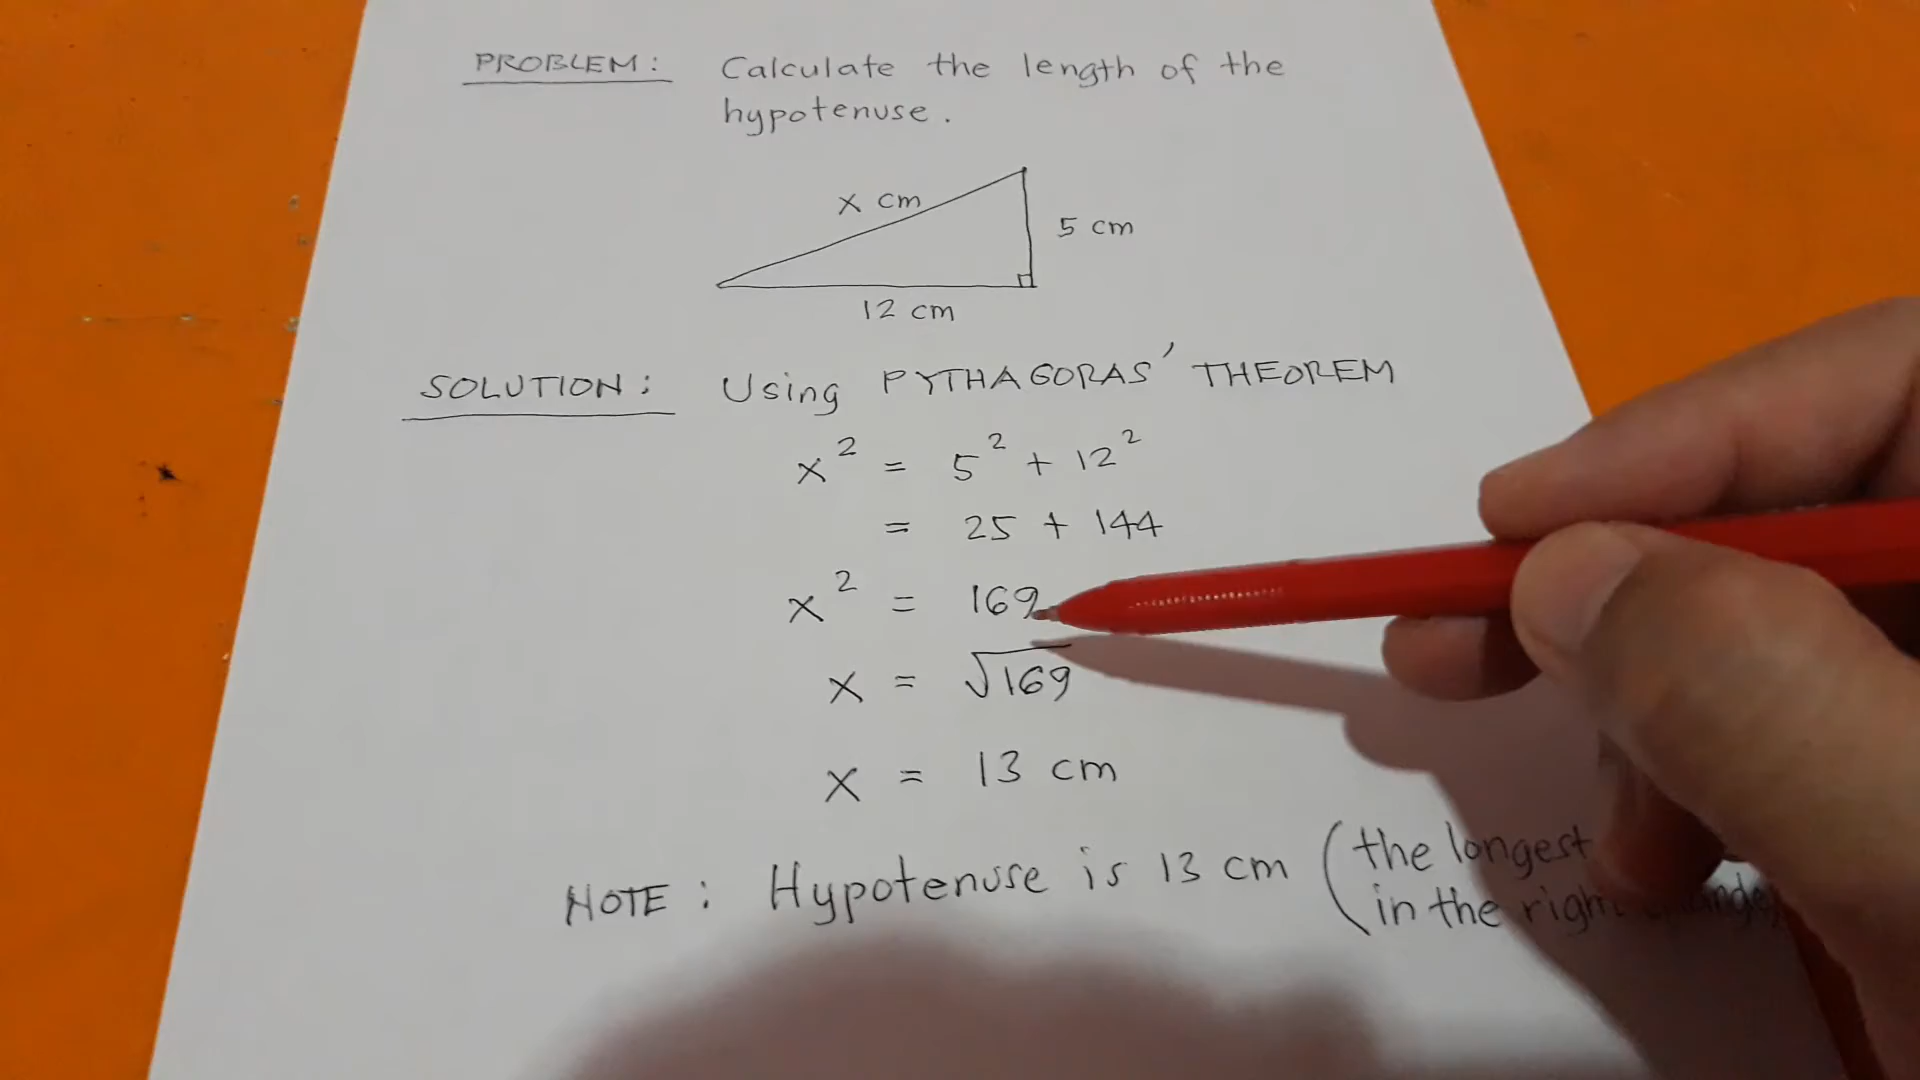 PROBLEM: Calculate the length of the
hypotenuse.
x cm
5 cm
12 cm
SOLUTION: Using PYTHAGORAS' THEOREM
x² = 5² + 12²
= 25 + 144
x² = 169
x = √169
x = 13 cm
NOTE: Hypotenuse is 13 cm (the longest
in the